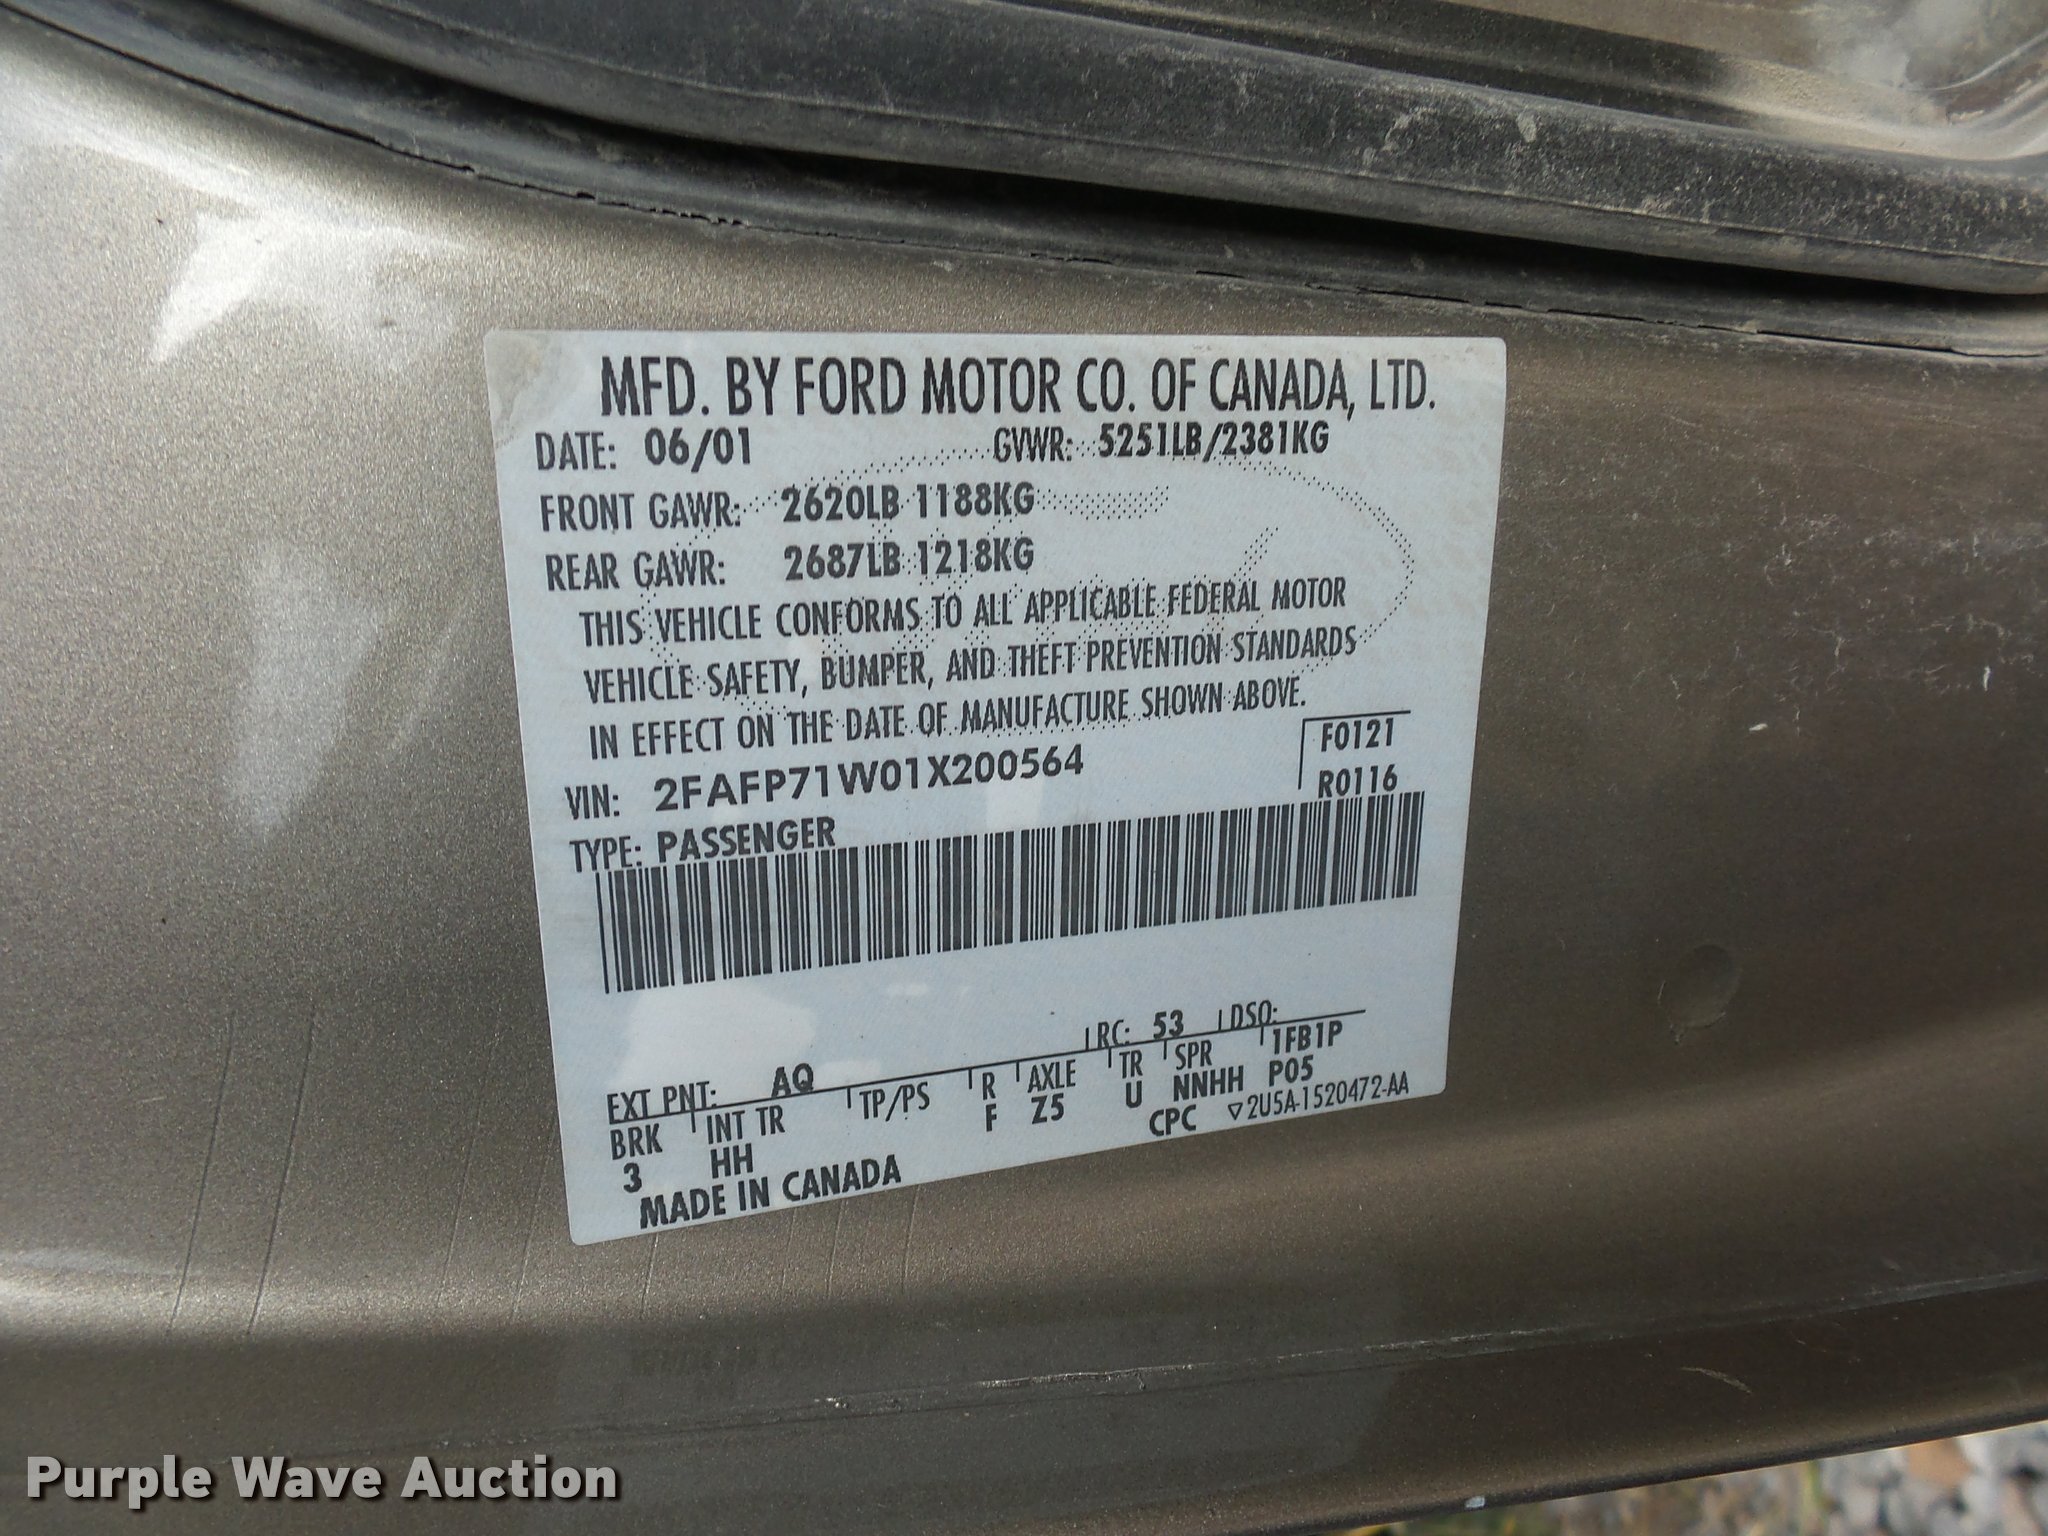 MFD. BY FORD MOTOR CO. OF CANADA, LTD.
DATE: 06/01 GVWR: 5251LB/2381KG
FRONT GAWR: 2620LB 1188KG
REAR GAWR: 2687LB 1218KG
THIS VEHICLE CONFORMS TO ALL APPLICABLE FEDERAL MOTOR
VEHICLE SAFETY, BUMPER, AND THEFT PREVENTION STANDARDS
IN EFFECT ON THE DATE OF MANUFACTURE SHOWN ABOVE.
VIN: 2FAFP71W01X200564
F0121
R0116
TYPE: PASSENGER
EXT PNT: AQ RC: 53 DSO:
BRK INT TR TP/PS R AXLE TR SPR 1FB1P
3 HH F Z5 U NNHH P05
MADE IN CANADA CPC ▽2U5A-1520472-AA
Purple Wave Auction